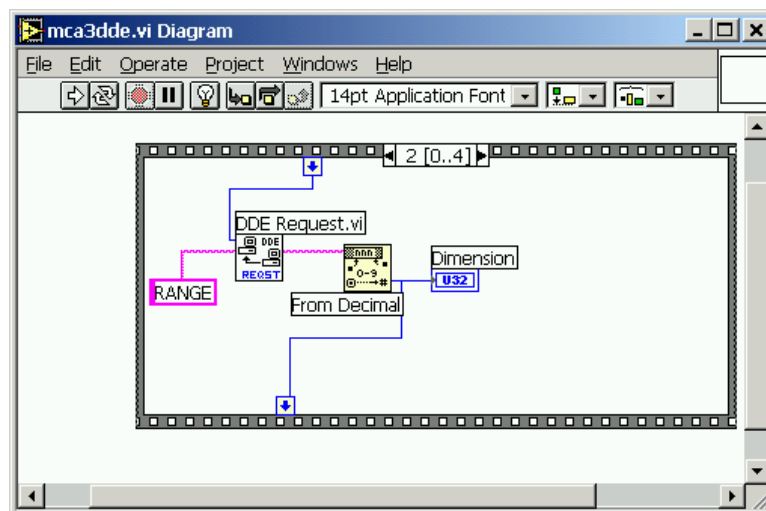 mca3dde.vi Diagram
File Edit Operate Project Windows Help
14pt Application Font
2 [0..4]
DDE Request.vi
DDE
REQST
RANGE
nnn
0-9
#
From Decimal
Dimension
U32